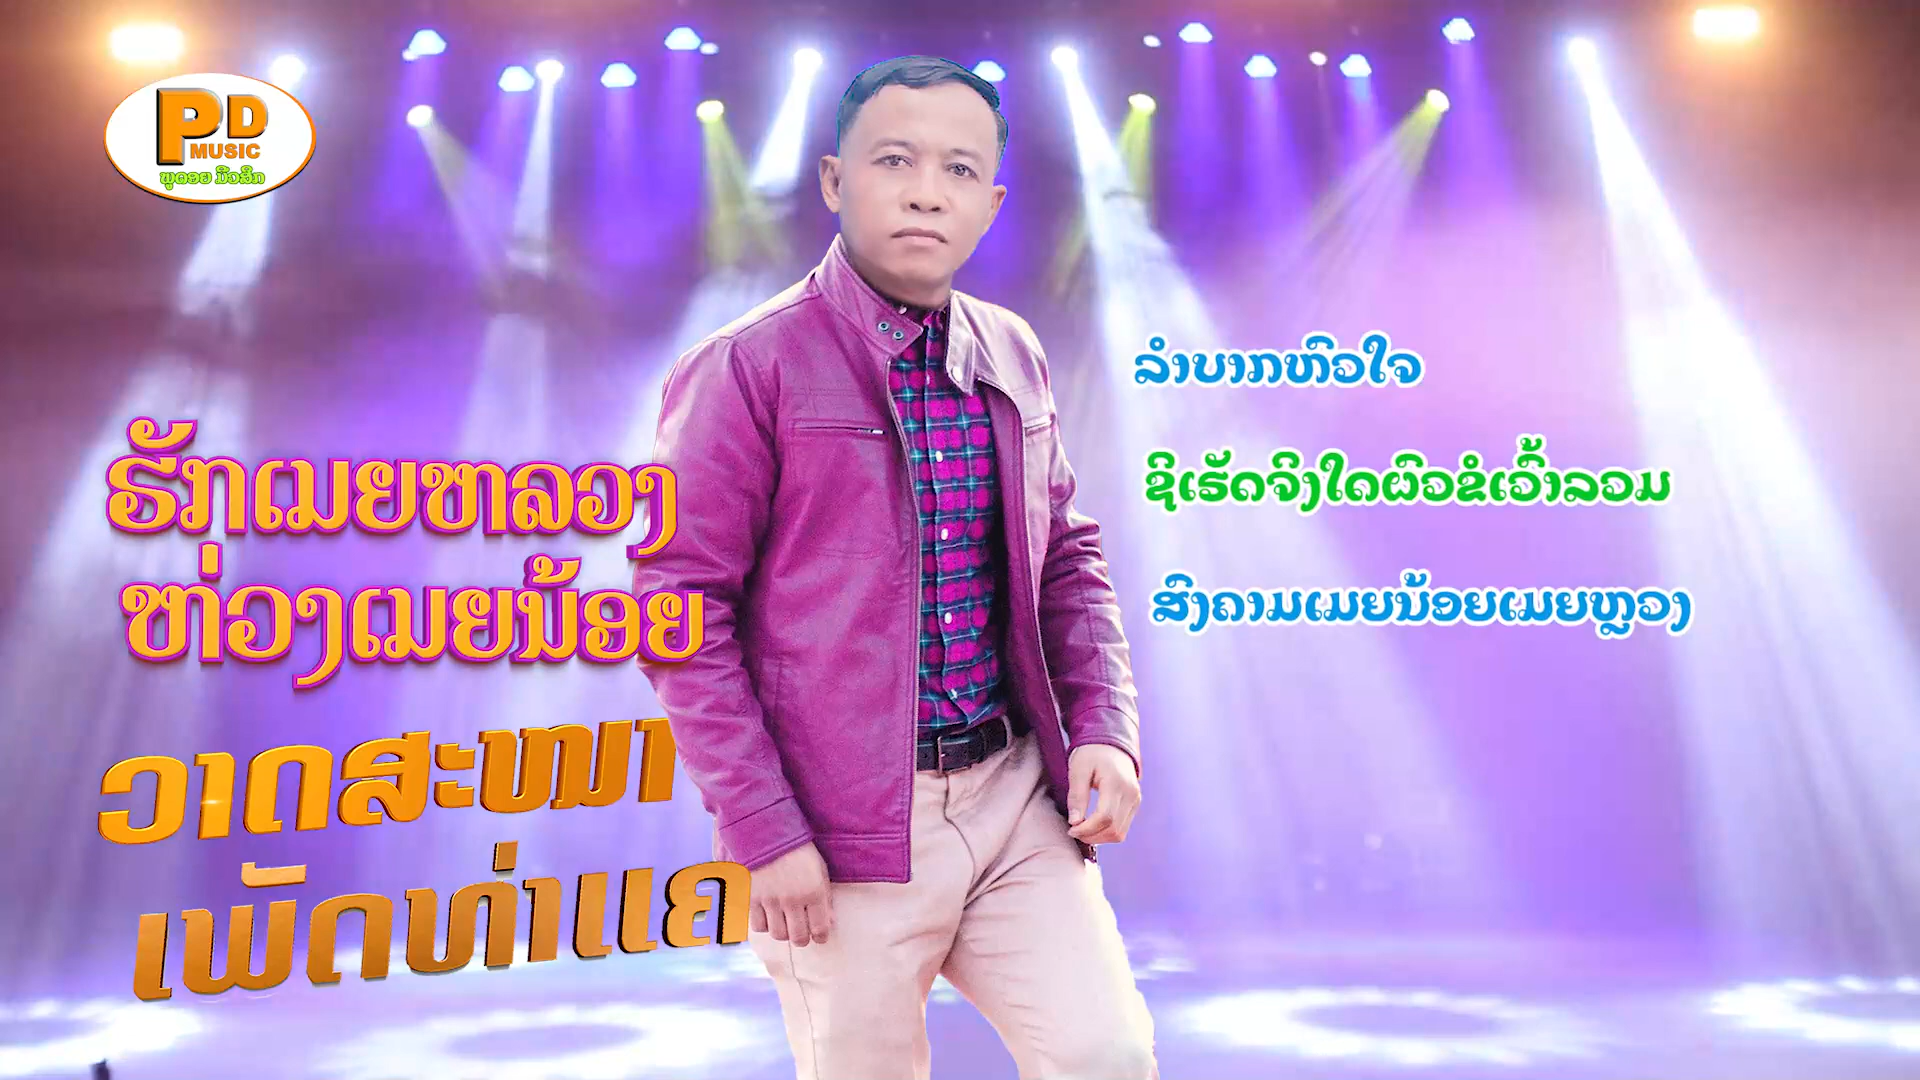 PD
MUSIC
ພູດອຍ ມິວສິກ
ຮັກເມຍຫລວງ
ຫ່ວງເມຍນ້ອຍ
ວາດສະໜາ
ເພັດທ່າແຄ
ລຳບາກຫົວໃຈ
ຊິເຮັດຈິງໃດຜົວຂໍເວົ້າລວມ
ສົງຄາມເມຍນ້ອຍເມຍຫຼວງ